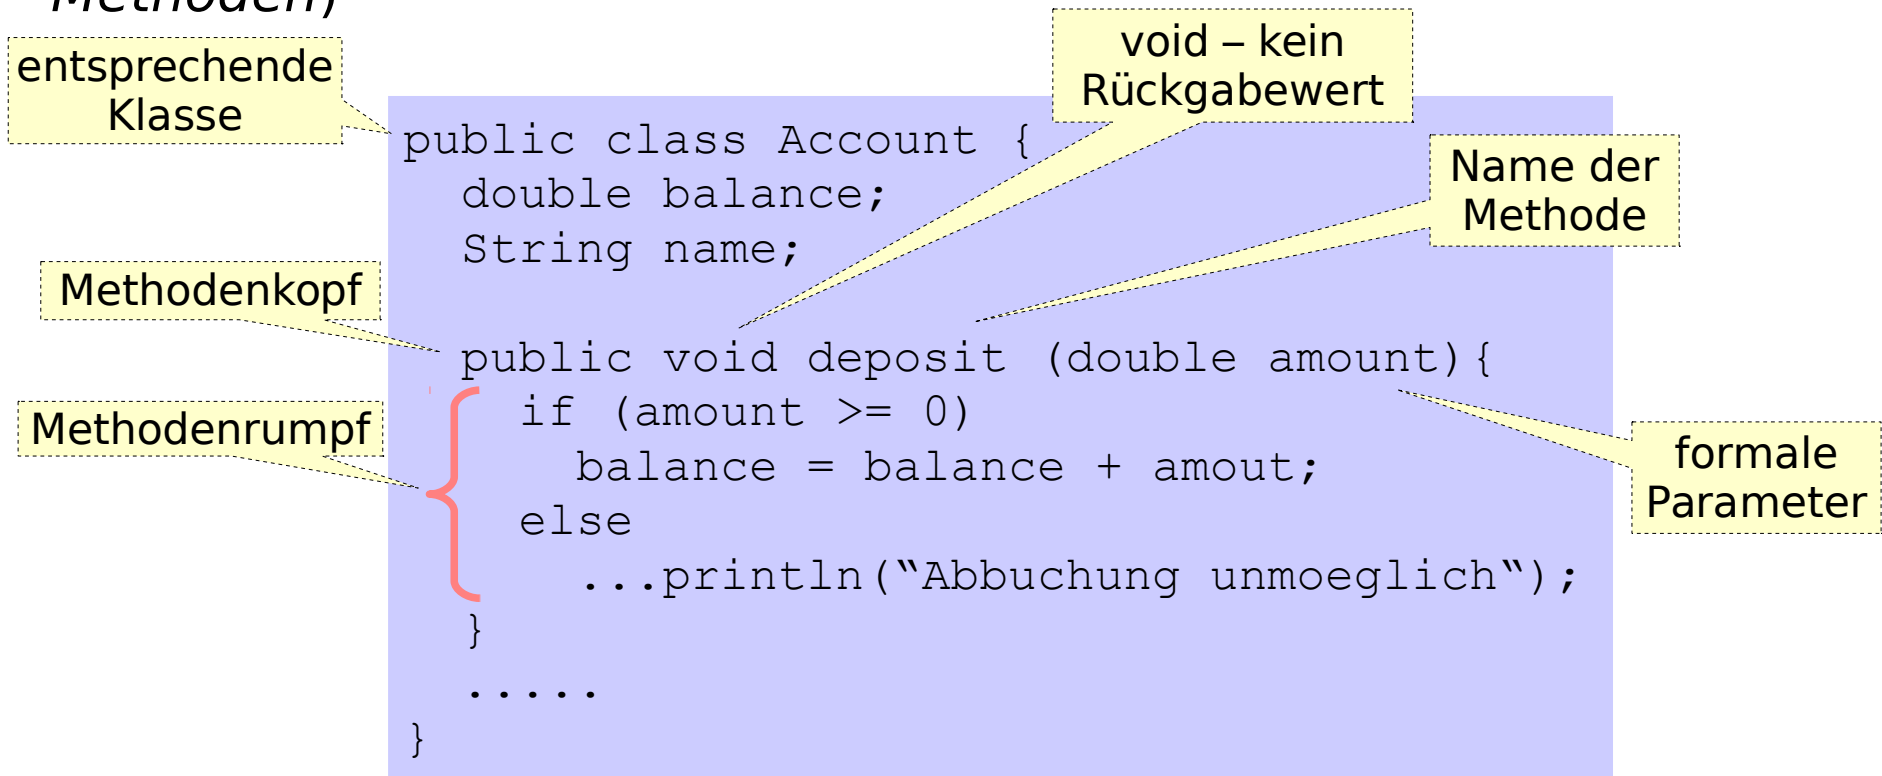 Methoden)
entsprechende
Klasse
void – kein
Rückgabewert
Name der
Methode
Methodenkopf
Methodenrumpf
formale
Parameter
public class Account {
double balance;
String name;
public void deposit (double amount){
if (amount >= 0)
balance = balance + amout;
else
...println(“Abbuchung unmoeglich“);
}
.....
}